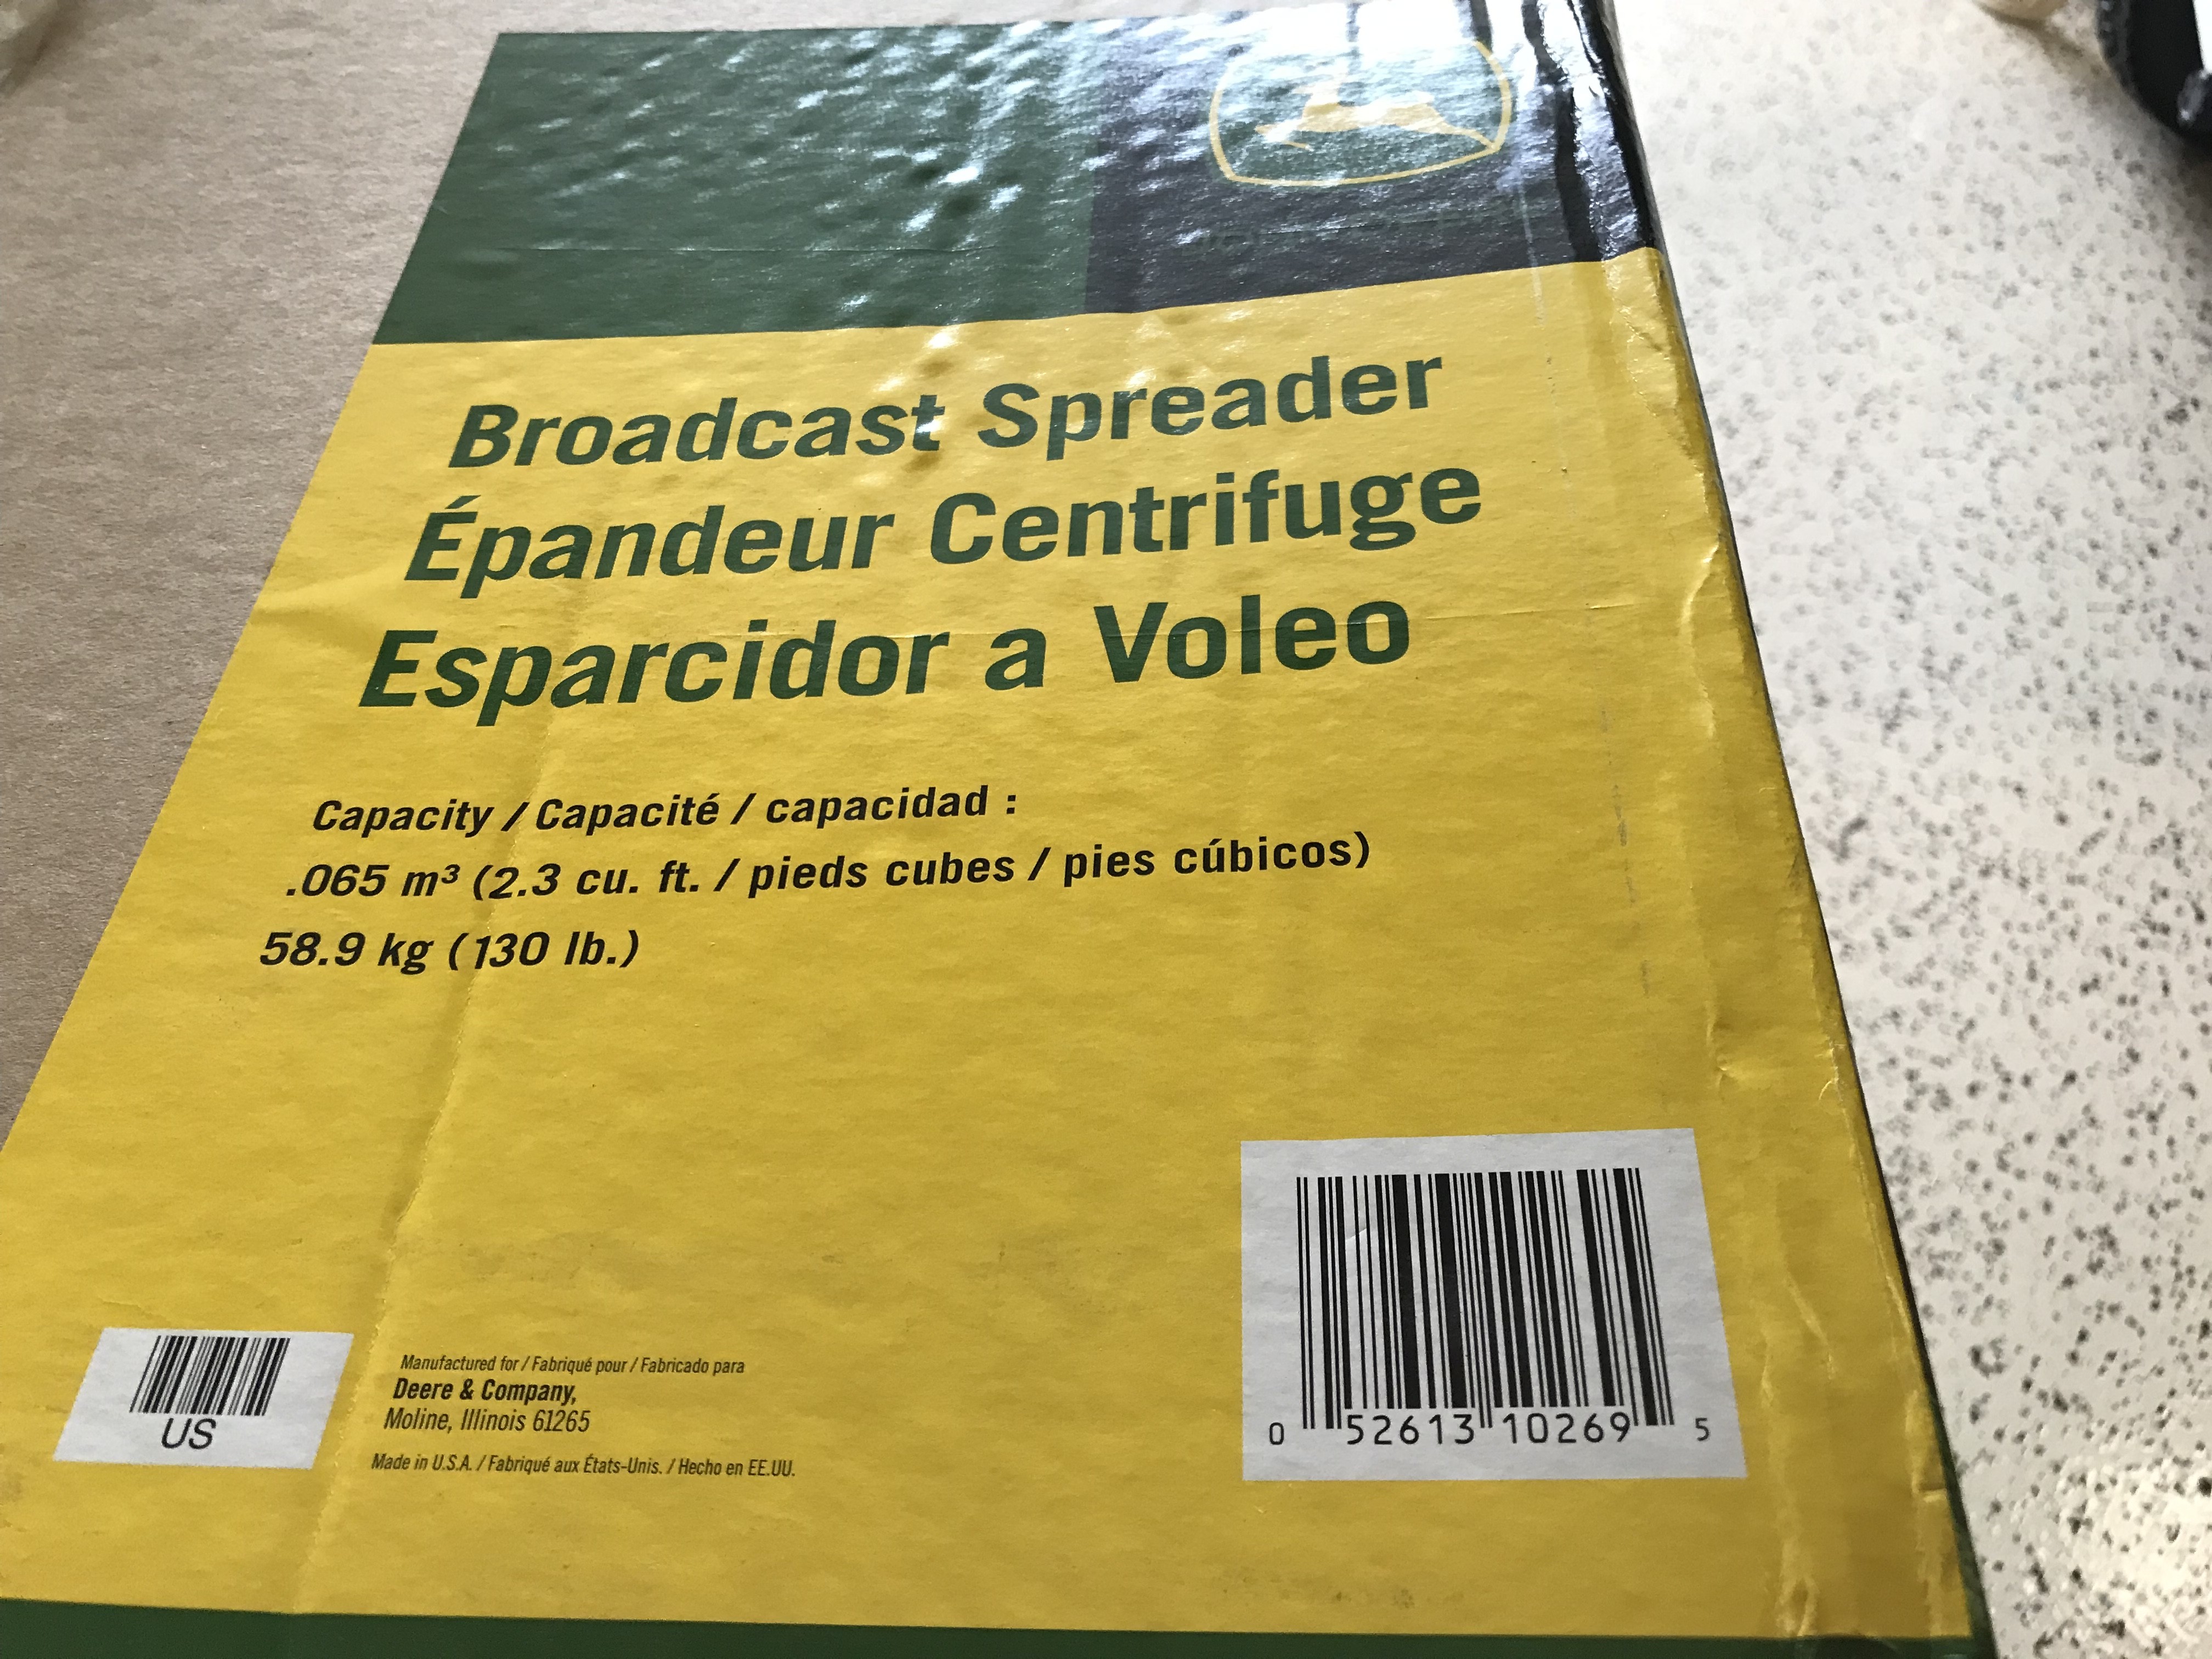 Broadcast Spreader
Épandeur Centrifuge
Esparcidor a Voleo
Capacity / Capacité / capacidad :
.065 m³ (2.3 cu. ft. / pieds cubes / pies cúbicos)
58.9 kg (130 lb.)
US
Manufactured for / Fabriqué pour / Fabricado para
Deere & Company,
Moline, Illinois 61265
Made in U.S.A. / Fabriqué aux États-Unis. / Hecho en EE.UU.
0 52613 10269 5